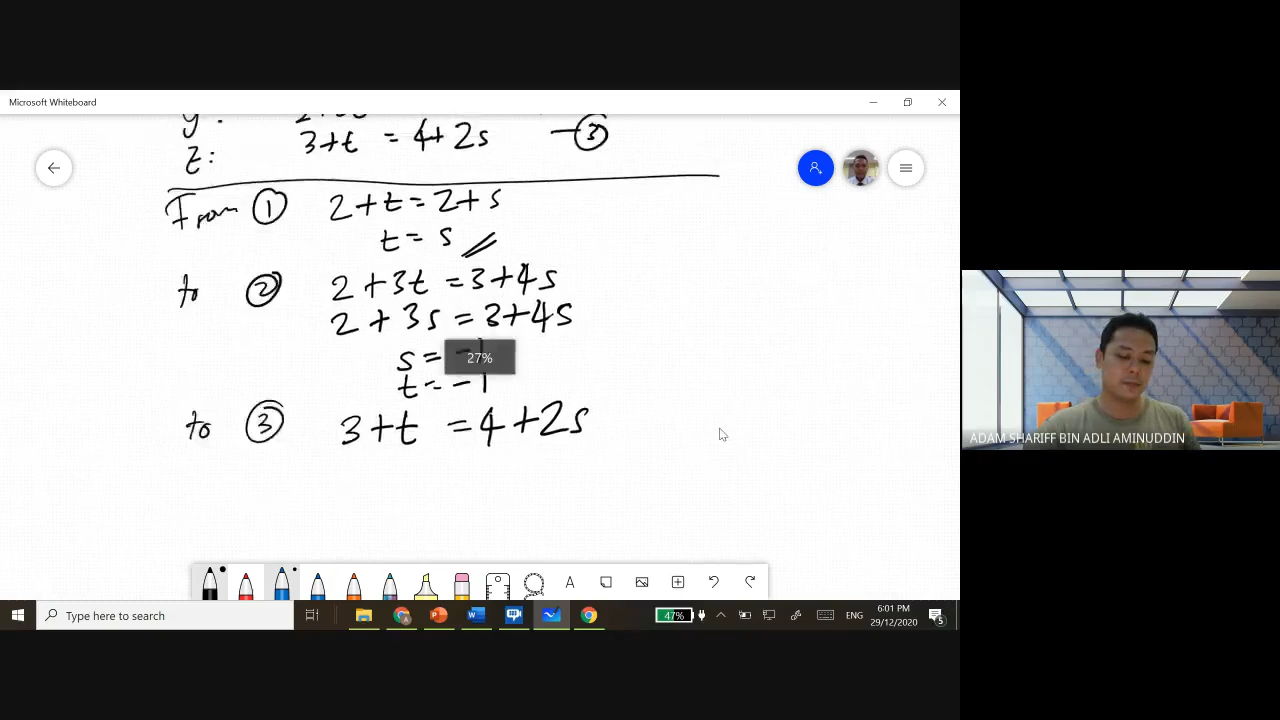 Microsoft Whiteboard
y:
3+t = 4+2s —③
z:
From ① 2+t = 2+s
t = s
to ② 2+3t = 3+4s
2+3s = 3+4s
s =
27%
t = -1
to ③ 3+t = 4+2s
ADAM SHARIFF BIN ADLI AMINUDDIN
A
Type here to search
47%
ENG
6:01 PM
29/12/2020
5